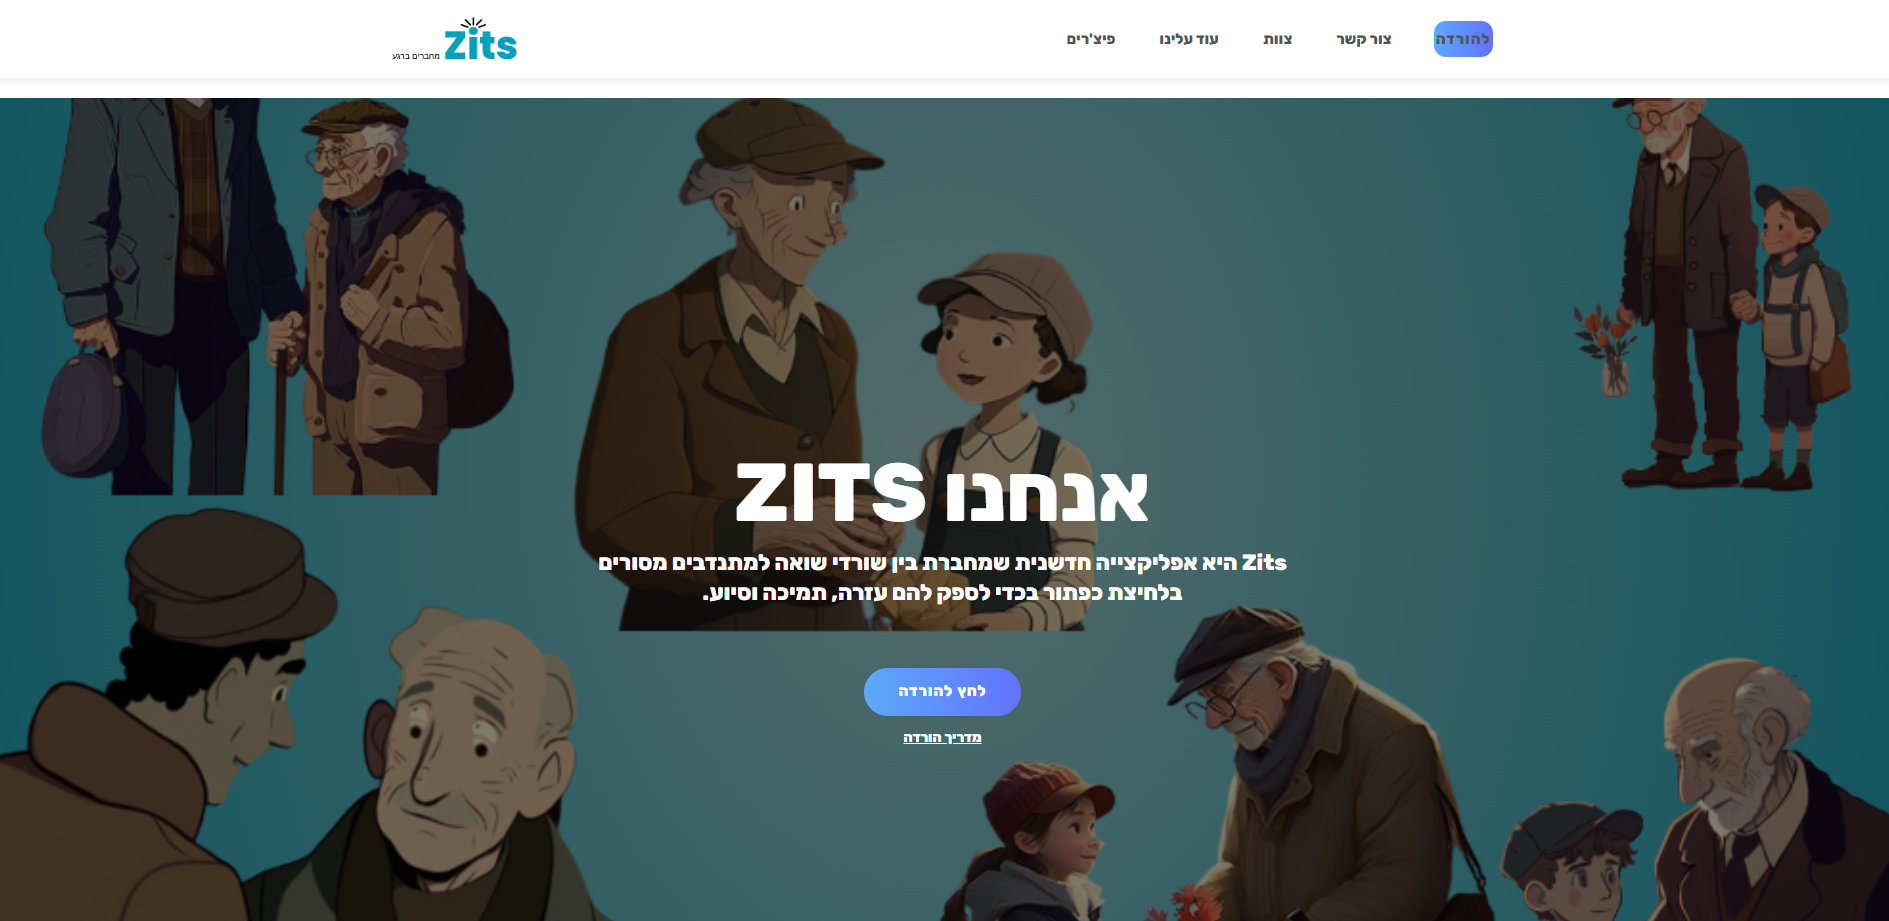 Zits
מחברים ברגע
פיצ'רים
עוד עלינו
צוות
צור קשר
להורדה
אנחנו ZITS
Zits היא אפליקצייה חדשנית שמחברת בין שורדי שואה למתנדבים מסורים
בלחיצת כפתור בכדי לספק להם עזרה, תמיכה וסיוע.
לחץ להורדה
מדריך הורדה